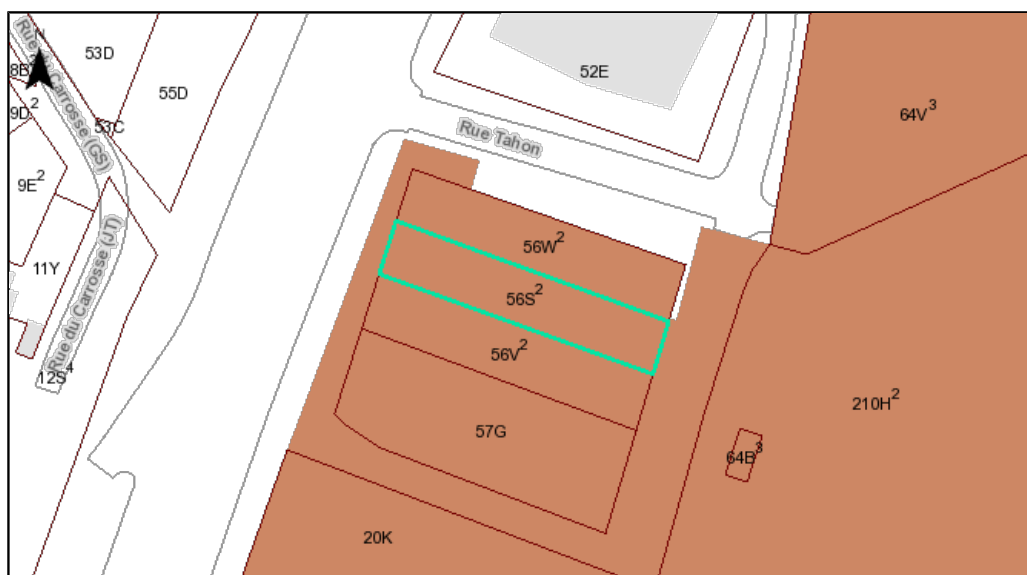 53D
8B²
Rue du Carrosse (GS)
55D
52E
64V³
9D²
53C
Rue Tahon
9E²
56W²
11Y
Rue du Carrosse (JT)
56S²
56V²
12S⁴
210H²
57G
64B³
20K